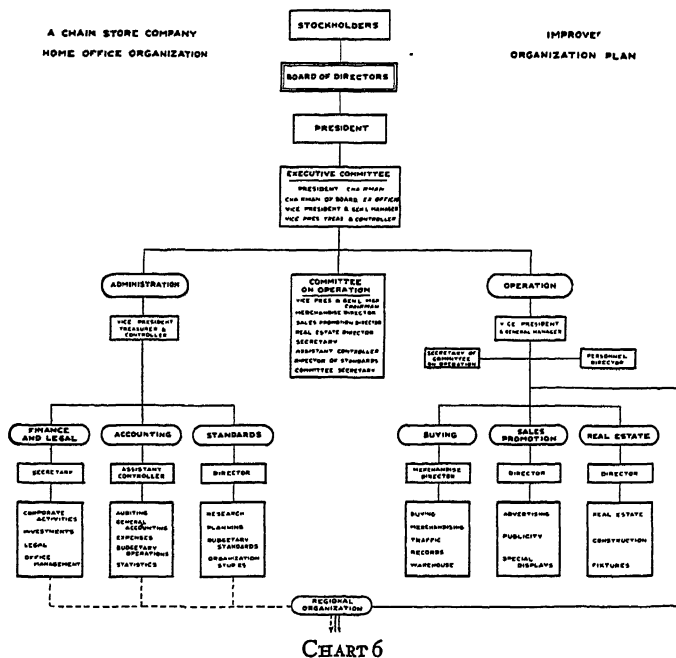 A CHAIN STORE COMPANY
HOME OFFICE ORGANIZATION
IMPROVE
ORGANIZATION PLAN
STOCKHOLDERS
BOARD OF DIRECTORS
PRESIDENT
EXECUTIVE COMMITTEE
PRESIDENT CHAIRMAN
CHAIRMAN OF BOARD EX OFFICIO
VICE PRESIDENT & GEN'L MANAGER
VICE PRES TREAS & CONTROLLER
ADMINISTRATION
VICE PRESIDENT
TREASURER &
CONTROLLER
COMMITTEE
ON OPERATION
VICE PRES & GEN'L MGR
CHAIRMAN
MERCHANDISE DIRECTOR
SALES PROMOTION DIRECTOR
REAL ESTATE DIRECTOR
SECRETARY
ASSISTANT CONTROLLER
DIRECTOR OF STANDARDS
COMMITTEE SECRETARY
OPERATION
VICE PRESIDENT
& GENERAL MANAGER
SECRETARY OF
COMMITTEE
ON OPERATION
PERSONNEL
DIRECTOR
FINANCE
AND LEGAL
ACCOUNTING
STANDARDS
BUYING
SALES
PROMOTION
REAL ESTATE
SECRETARY
ASSISTANT
CONTROLLER
DIRECTOR
MERCHANDISE
DIRECTOR
DIRECTOR
DIRECTOR
CORPORATE
ACTIVITIES
INVESTMENTS
LEGAL
OFFICE
MANAGEMENT
AUDITING
GENERAL
ACCOUNTING
EXPENSES
BUDGETARY
OPERATIONS
STATISTICS
RESEARCH
PLANNING
BUDGETARY
STANDARDS
ORGANIZATION
STUDIES
BUYING
MERCHANDISING
TRAFFIC
RECORDS
WAREHOUSE
ADVERTISING
PUBLICITY
SPECIAL
DISPLAYS
REAL ESTATE
CONSTRUCTION
FIXTURES
REGIONAL
ORGANIZATION
CHART 6